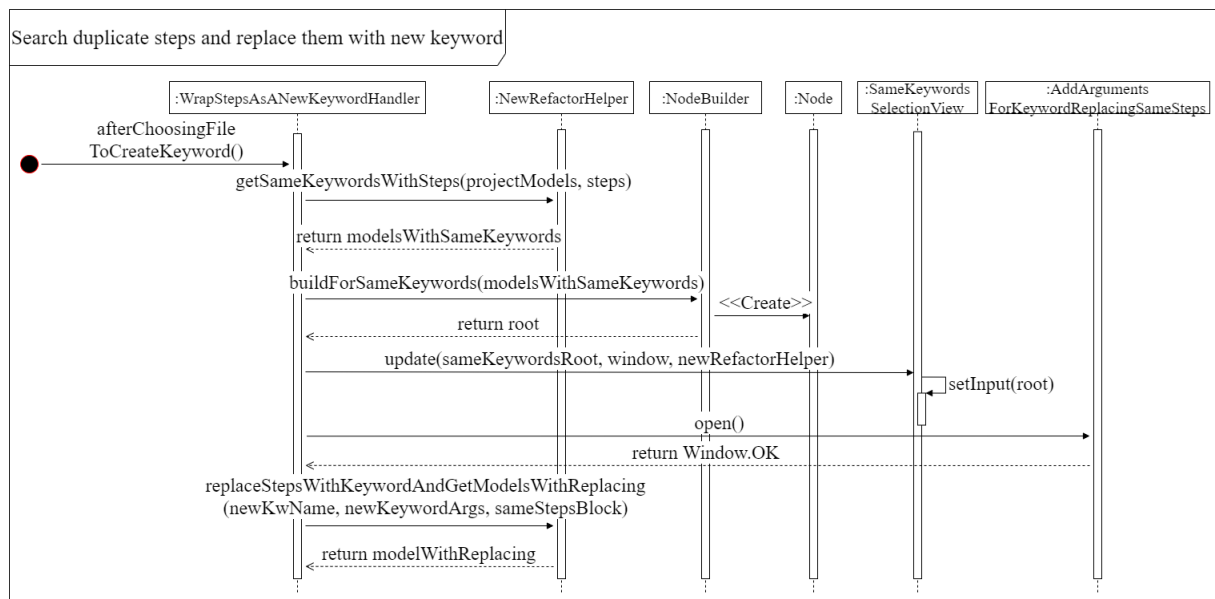 Search duplicate steps and replace them with new keyword
:WrapStepsAsANewKeywordHandler
:NewRefactorHelper
:NodeBuilder
:Node
:SameKeywords
SelectionView
:AddArguments
ForKeywordReplacingSameSteps
afterChoosingFile
ToCreateKeyword()
getSameKeywordsWithSteps(projectModels, steps)
return modelsWithSameKeywords
buildForSameKeywords(modelsWithSameKeywords)
<<Create>>
return root
update(sameKeywordsRoot, window, newRefactorHelper)
setInput(root)
open()
return Window.OK
replaceStepsWithKeywordAndGetModelsWithReplacing
(newKwName, newKeywordArgs, sameStepsBlock)
return modelWithReplacing